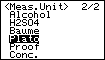 <Meas.Unit> 2/2
Alcohol
H2SO4
Baume
Plato
Proof
Conc.